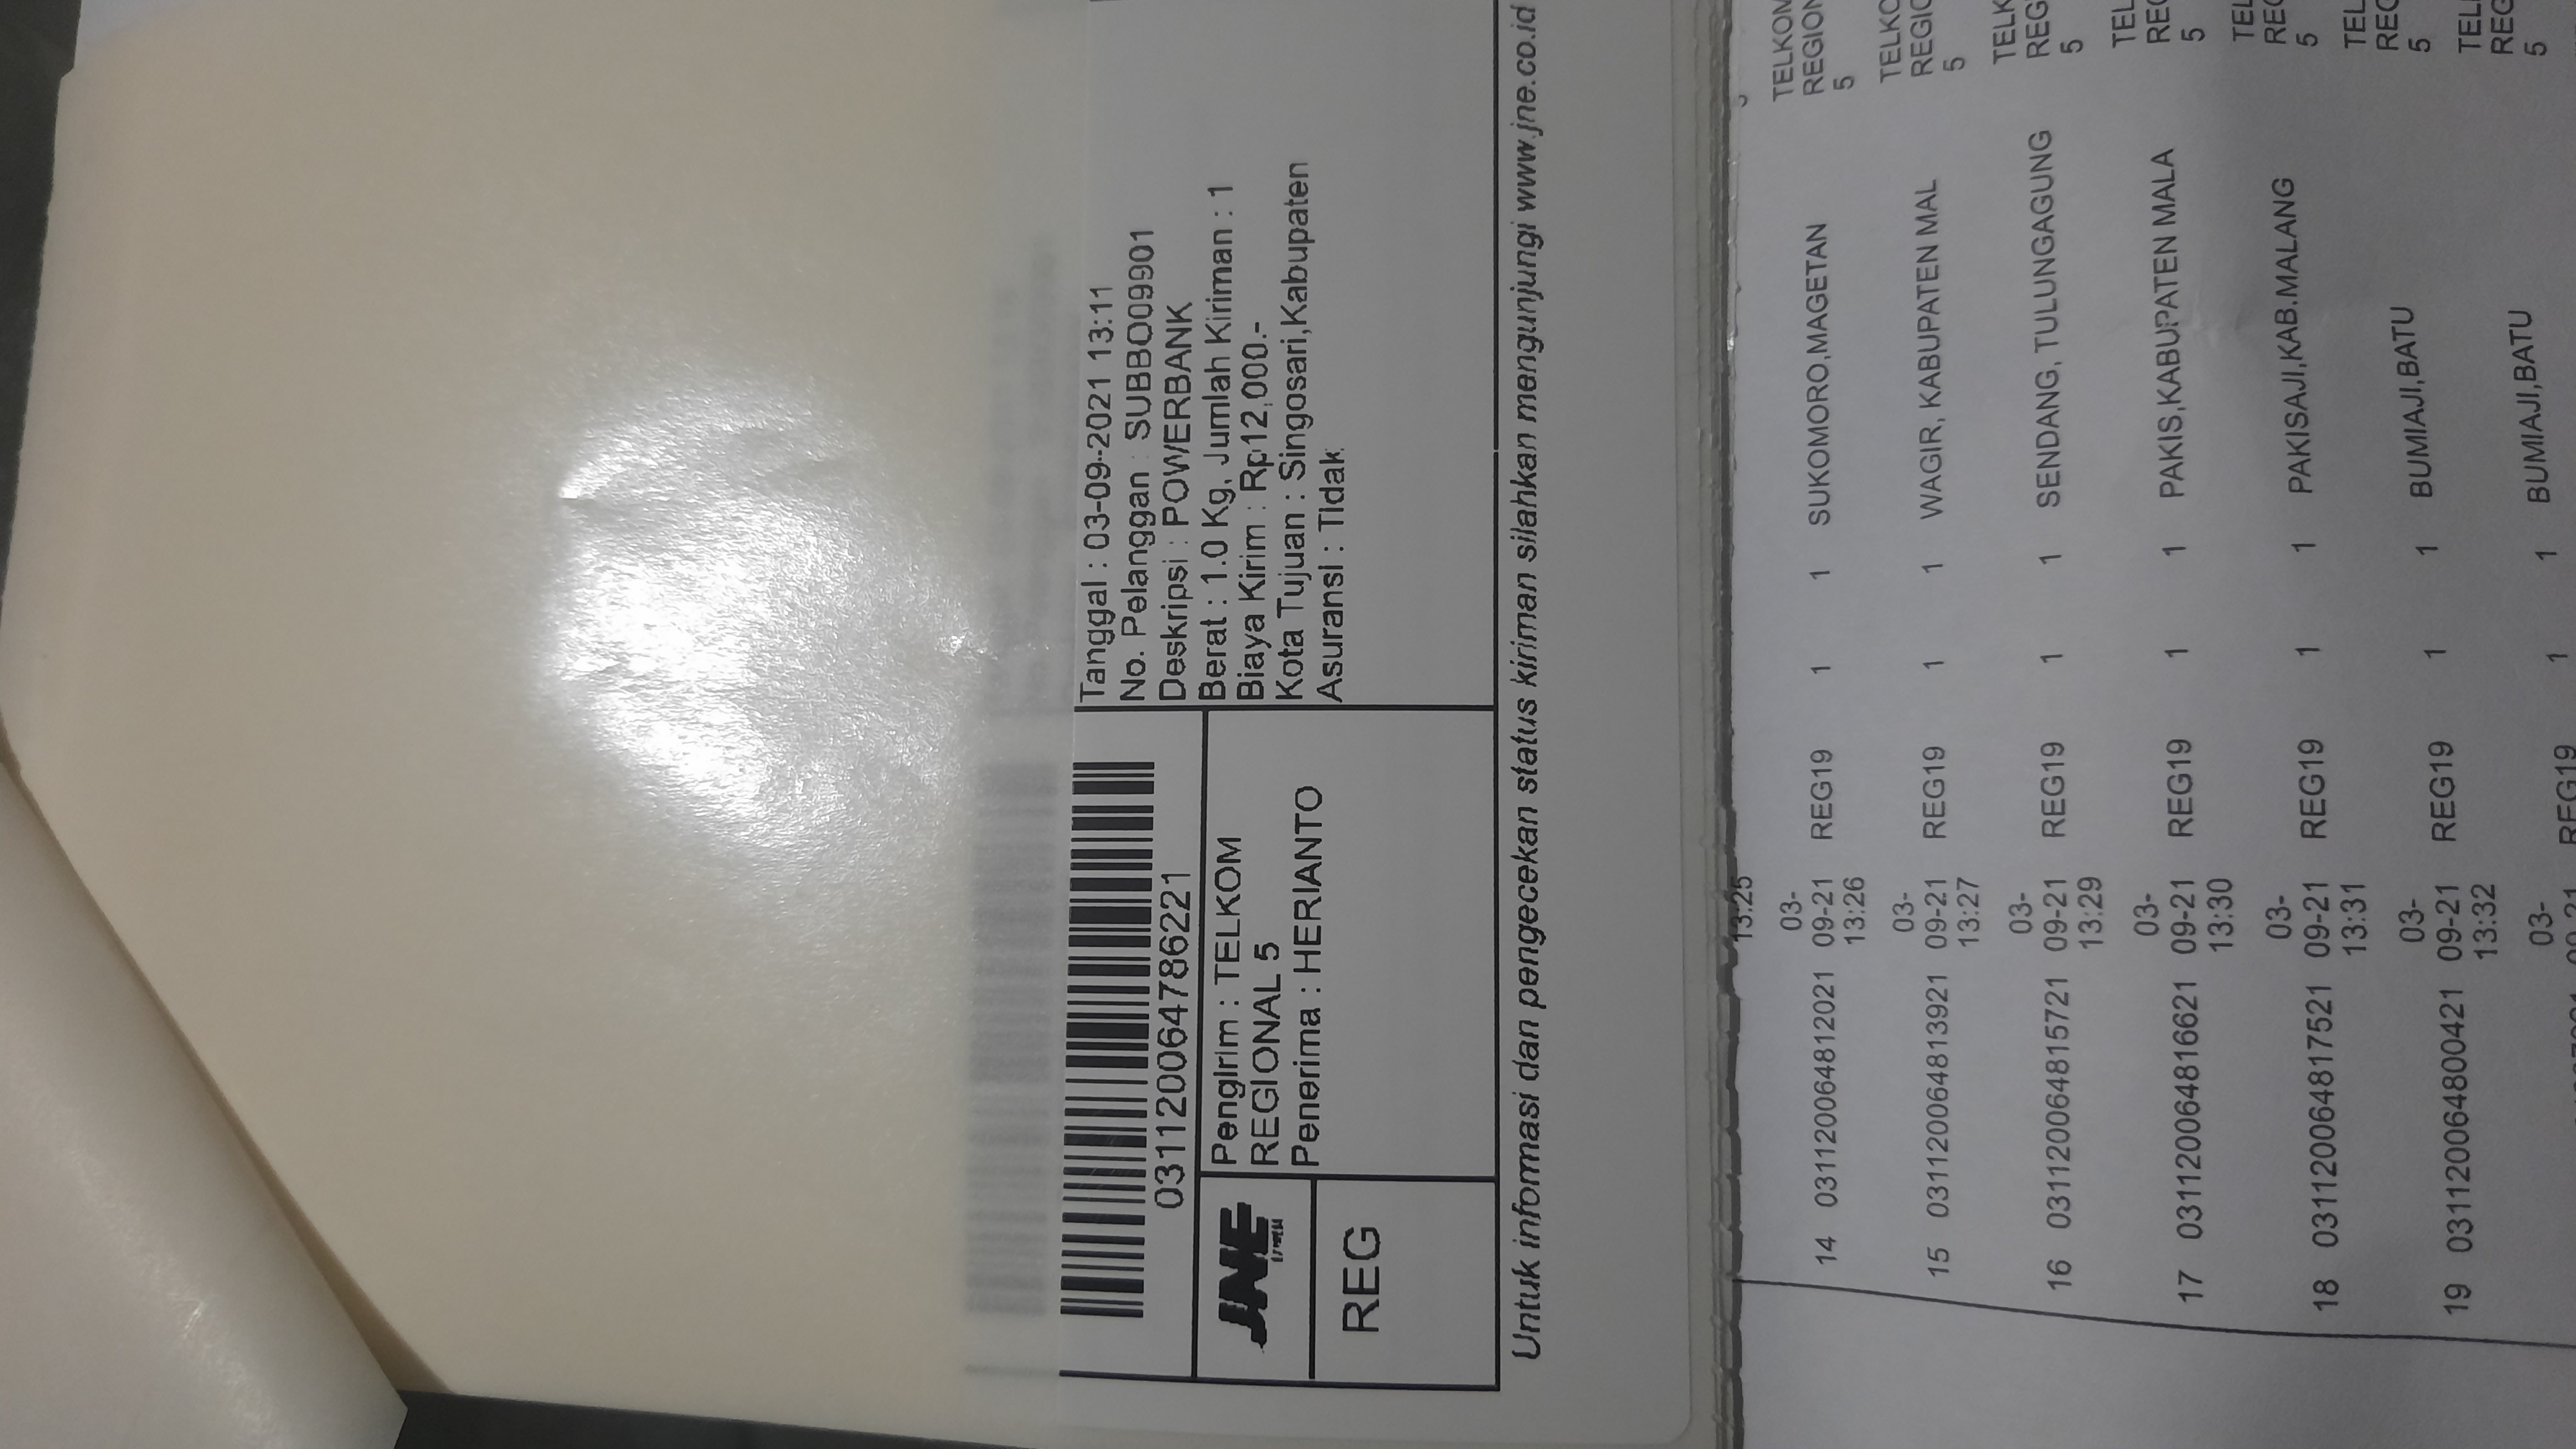 031120064786221
JNE
REG
Pengirim : TELKOM
REGIONAL 5
Penerima : HERIANTO
Tanggal : 03-09-2021 13:11
No. Pelanggan : SUBBO09901
Deskripsi : POWERBANK
Berat : 1.0 Kg, Jumlah Kiriman : 1
Biaya Kirim : Rp12,000.-
Kota Tujuan : Singosari,Kabupaten
Asuransi : Tidak
Untuk informasi dan pengecekan status kiriman silahkan mengunjungi www.jne.co.id
13:25
03-
TELKOM
14 031120064812021 09-21 REG19 1 1 SUKOMORO,MAGETAN REGION
13:26 5
03-
TELKO
15 031120064813921 09-21 REG19 1 1 WAGIR, KABUPATEN MAL REGIO
13:27 5
03-
TELK
16 031120064815721 09-21 REG19 1 1 SENDANG, TULUNGAGUNG REG
13:29 5
03-
TEL
17 031120064816621 09-21 REG19 1 1 PAKIS,KABUPATEN MALA REG
13:30 5
03-
TEL
18 031120064817521 09-21 REG19 1 1 PAKISAJI,KAB.MALANG REG
13:31 5
03-
TEL
19 031120064800421 09-21 REG19 1 1 BUMIAJI,BATU REG
13:32 5
03-
TEL
09-21 REG19 1 1 BUMIAJI,BATU REG
5